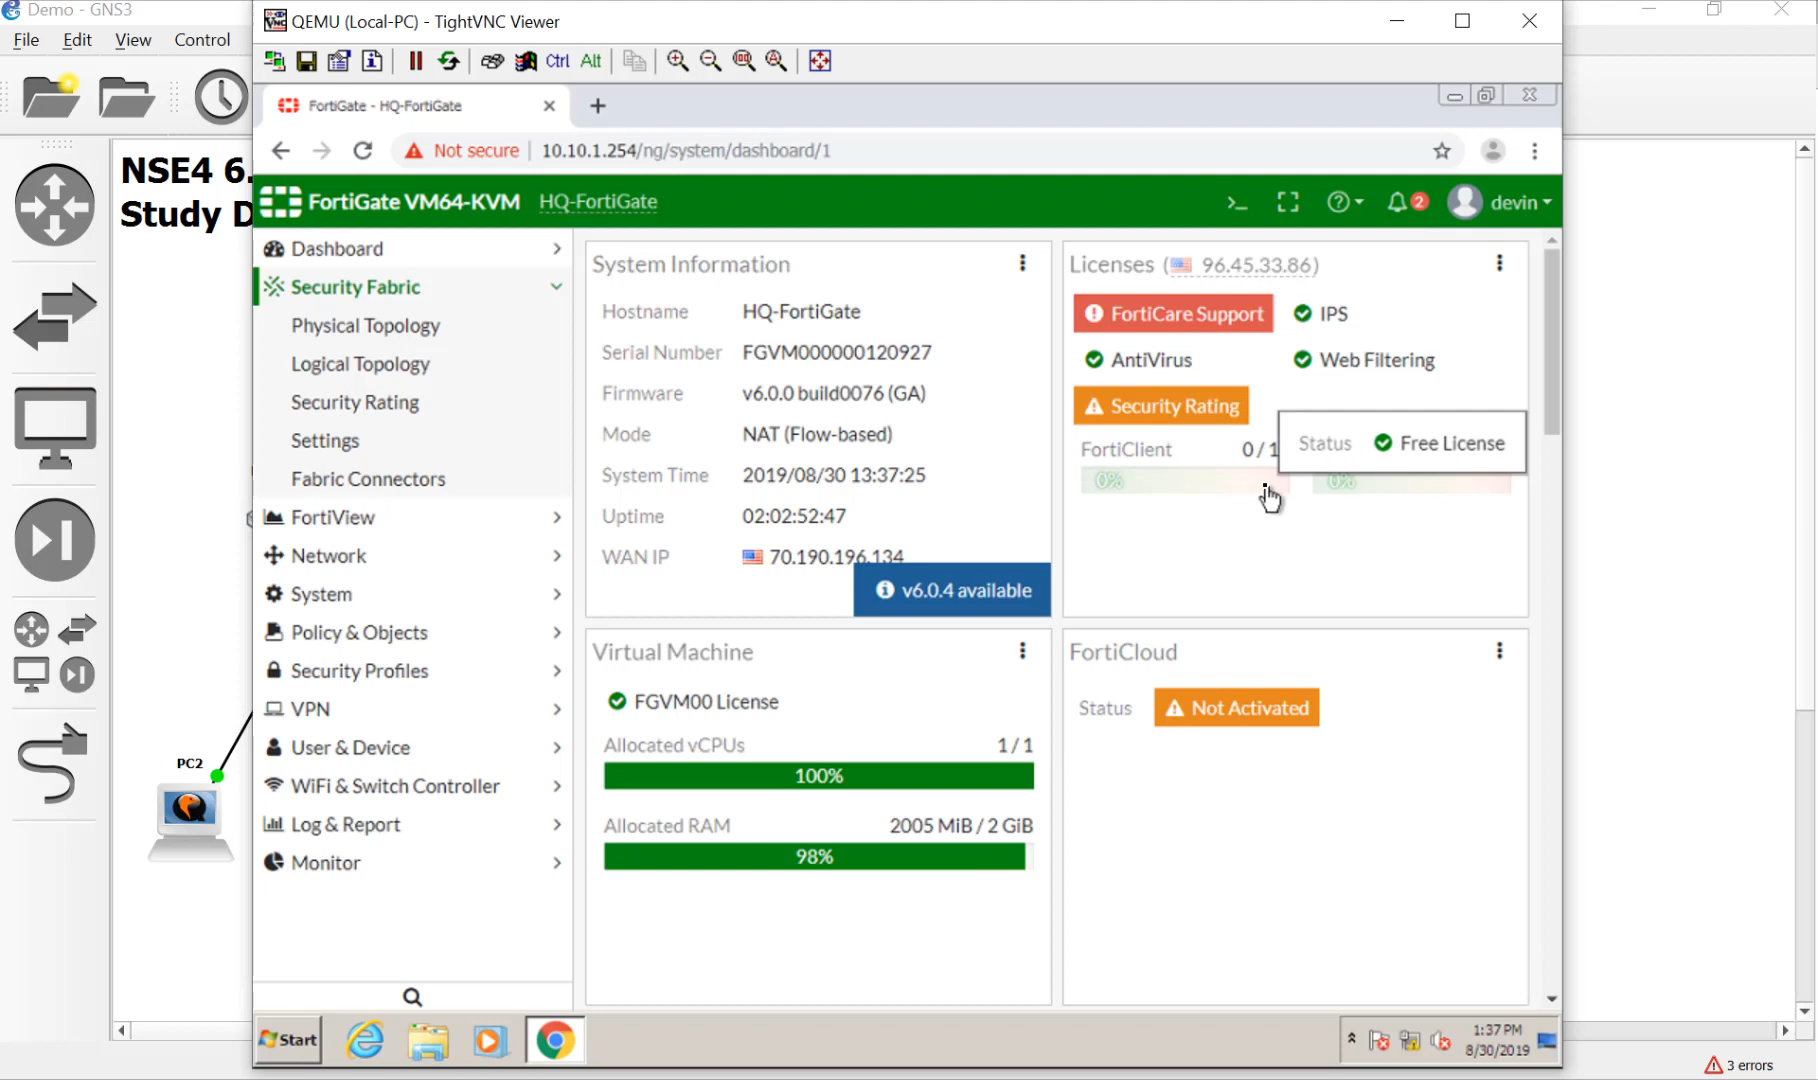 Demo - GNS3
File Edit View Control
NSE4 6.
Study D
PC2
3 errors
QEMU (Local-PC) - TightVNC Viewer
Ctrl Alt
FortiGate - HQ-FortiGate
Not secure 10.10.1.254/ng/system/dashboard/1
FortiGate VM64-KVM HQ-FortiGate
2 devin
Dashboard
Security Fabric
Physical Topology
Logical Topology
Security Rating
Settings
Fabric Connectors
FortiView
Network
System
Policy & Objects
Security Profiles
VPN
User & Device
WiFi & Switch Controller
Log & Report
Monitor
System Information
Hostname HQ-FortiGate
Serial Number FGVM000000120927
Firmware v6.0.0 build0076 (GA)
Mode NAT (Flow-based)
System Time 2019/08/30 13:37:25
Uptime 02:02:52:47
WAN IP 70.190.196.134
v6.0.4 available
Licenses (96.45.33.86)
FortiCare Support IPS
AntiVirus Web Filtering
Security Rating
FortiClient 0 / 1
Status Free License
0% 0%
Virtual Machine
FGVM00 License
Allocated vCPUs 1 / 1
100%
Allocated RAM 2005 MiB / 2 GiB
98%
FortiCloud
Status Not Activated
Start
1:37 PM
8/30/2019